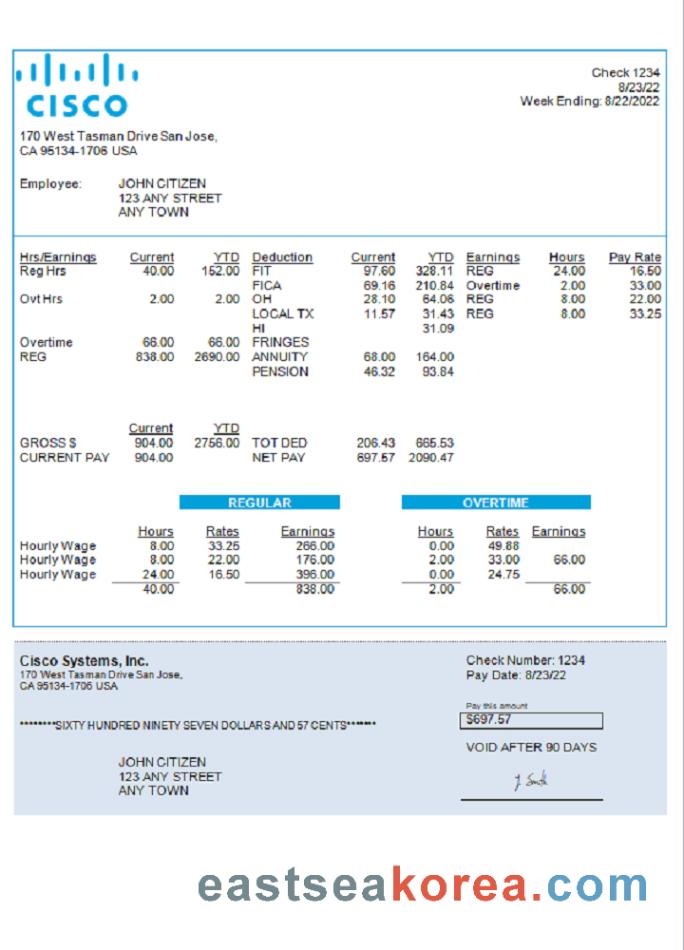 CISCO
Check 1234
8/23/22
Week Ending: 8/22/2022
170 West Tasman Drive San Jose,
CA 95134-1706 USA
Employee: JOHN CITIZEN
123 ANY STREET
ANY TOWN
Hrs/Earnings Current YTD Deduction Current YTD Earnings Hours Pay Rate
Reg Hrs 40.00 152.00 FIT 97.60 328.11 REG 24.00 16.50
FICA 69.16 210.84 Overtime 2.00 33.00
Ovt Hrs 2.00 2.00 OH 28.10 64.06 REG 8.00 22.00
LOCAL TX 11.57 31.43 REG 8.00 33.25
HI 31.09
Overtime 66.00 66.00 FRINGES
REG 838.00 2690.00 ANNUITY 68.00 164.00
PENSION 46.32 93.84
Current YTD
GROSS $ 904.00 2756.00 TOT DED 206.43 665.53
CURRENT PAY 904.00 NET PAY 697.57 2090.47
REGULAR OVERTIME
Hours Rates Earnings Hours Rates Earnings
Hourly Wage 8.00 33.25 266.00 0.00 49.88
Hourly Wage 8.00 22.00 176.00 2.00 33.00 66.00
Hourly Wage 24.00 16.50 396.00 0.00 24.75
40.00 838.00 2.00 66.00
Cisco Systems, Inc.
170 West Tasman Drive San Jose,
CA 95134-1706 USA
Check Number: 1234
Pay Date: 8/23/22
Pay this amount
$697.57
********SIXTY HUNDRED NINETY SEVEN DOLLARS AND 57 CENTS*******
VOID AFTER 90 DAYS
JOHN CITIZEN
123 ANY STREET
ANY TOWN
J. Smith
eastseakorea.com